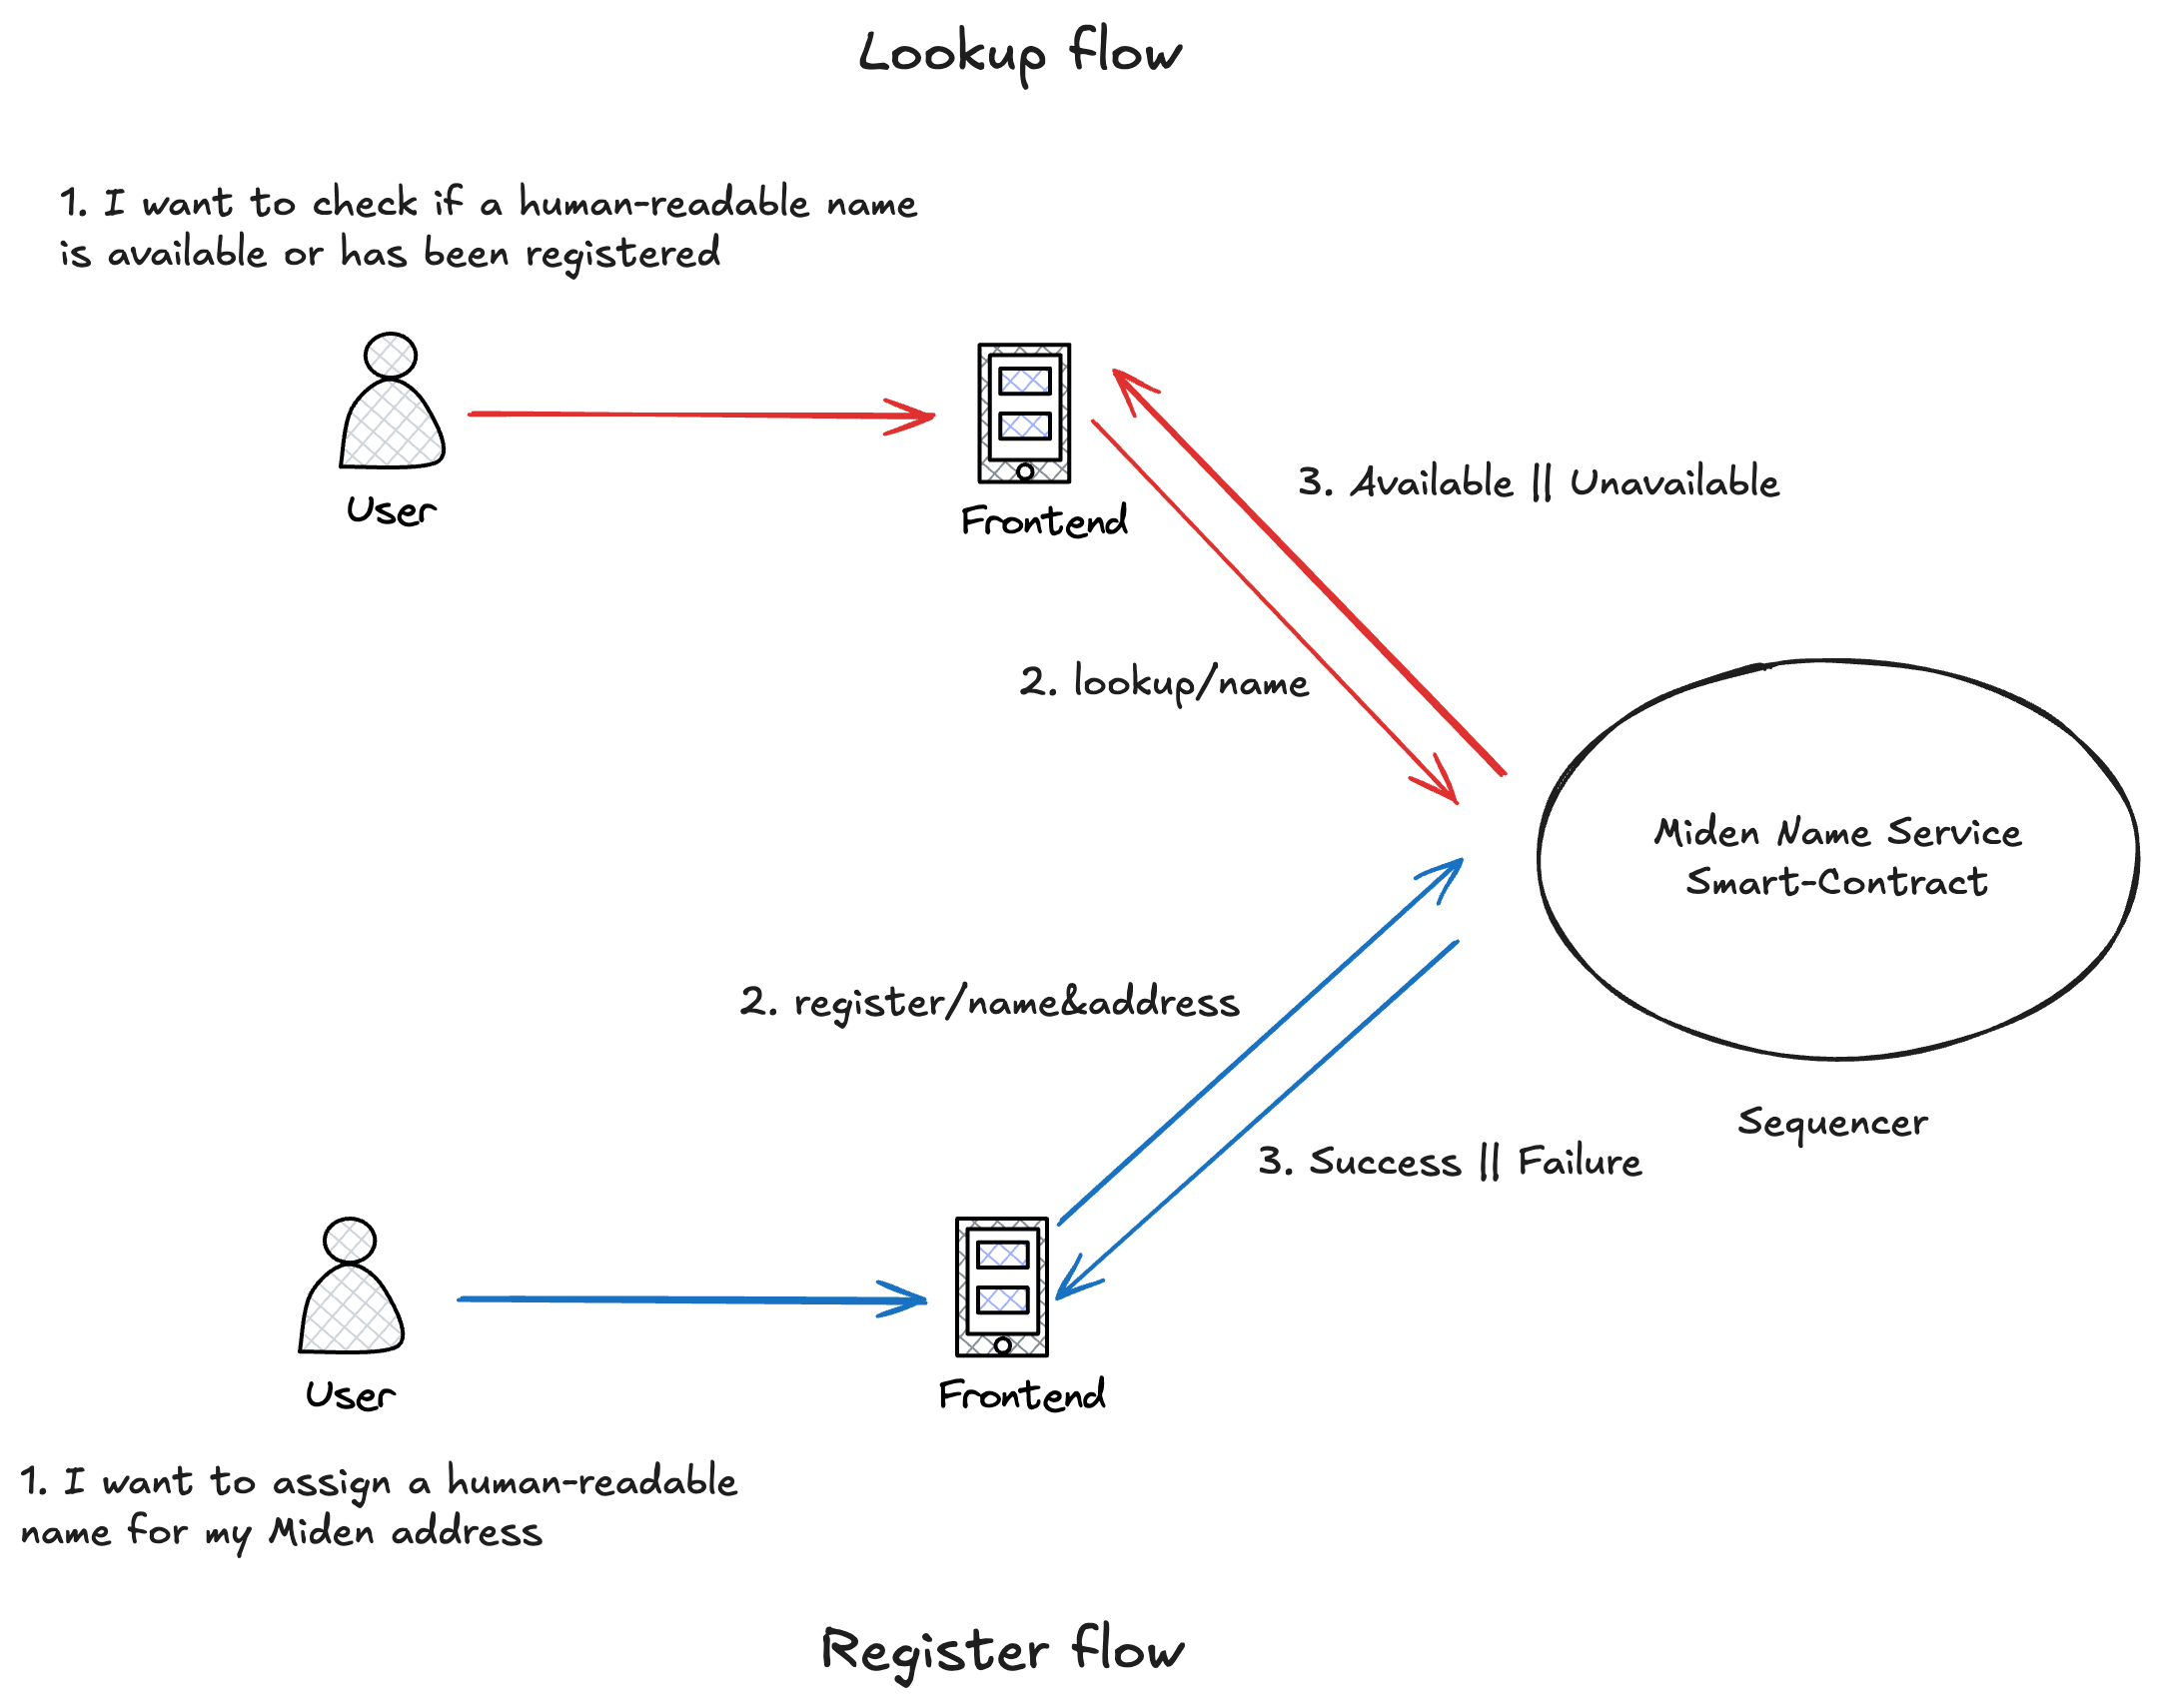 Lookup flow
1. I want to check if a human-readable name
is available or has been registered
User
Frontend
3. Available || Unavailable
2. lookup/name
Miden Name Service
Smart-Contract
Sequencer
2. register/name&address
3. Success || Failure
User
Frontend
1. I want to assign a human-readable
name for my Miden address
Register flow